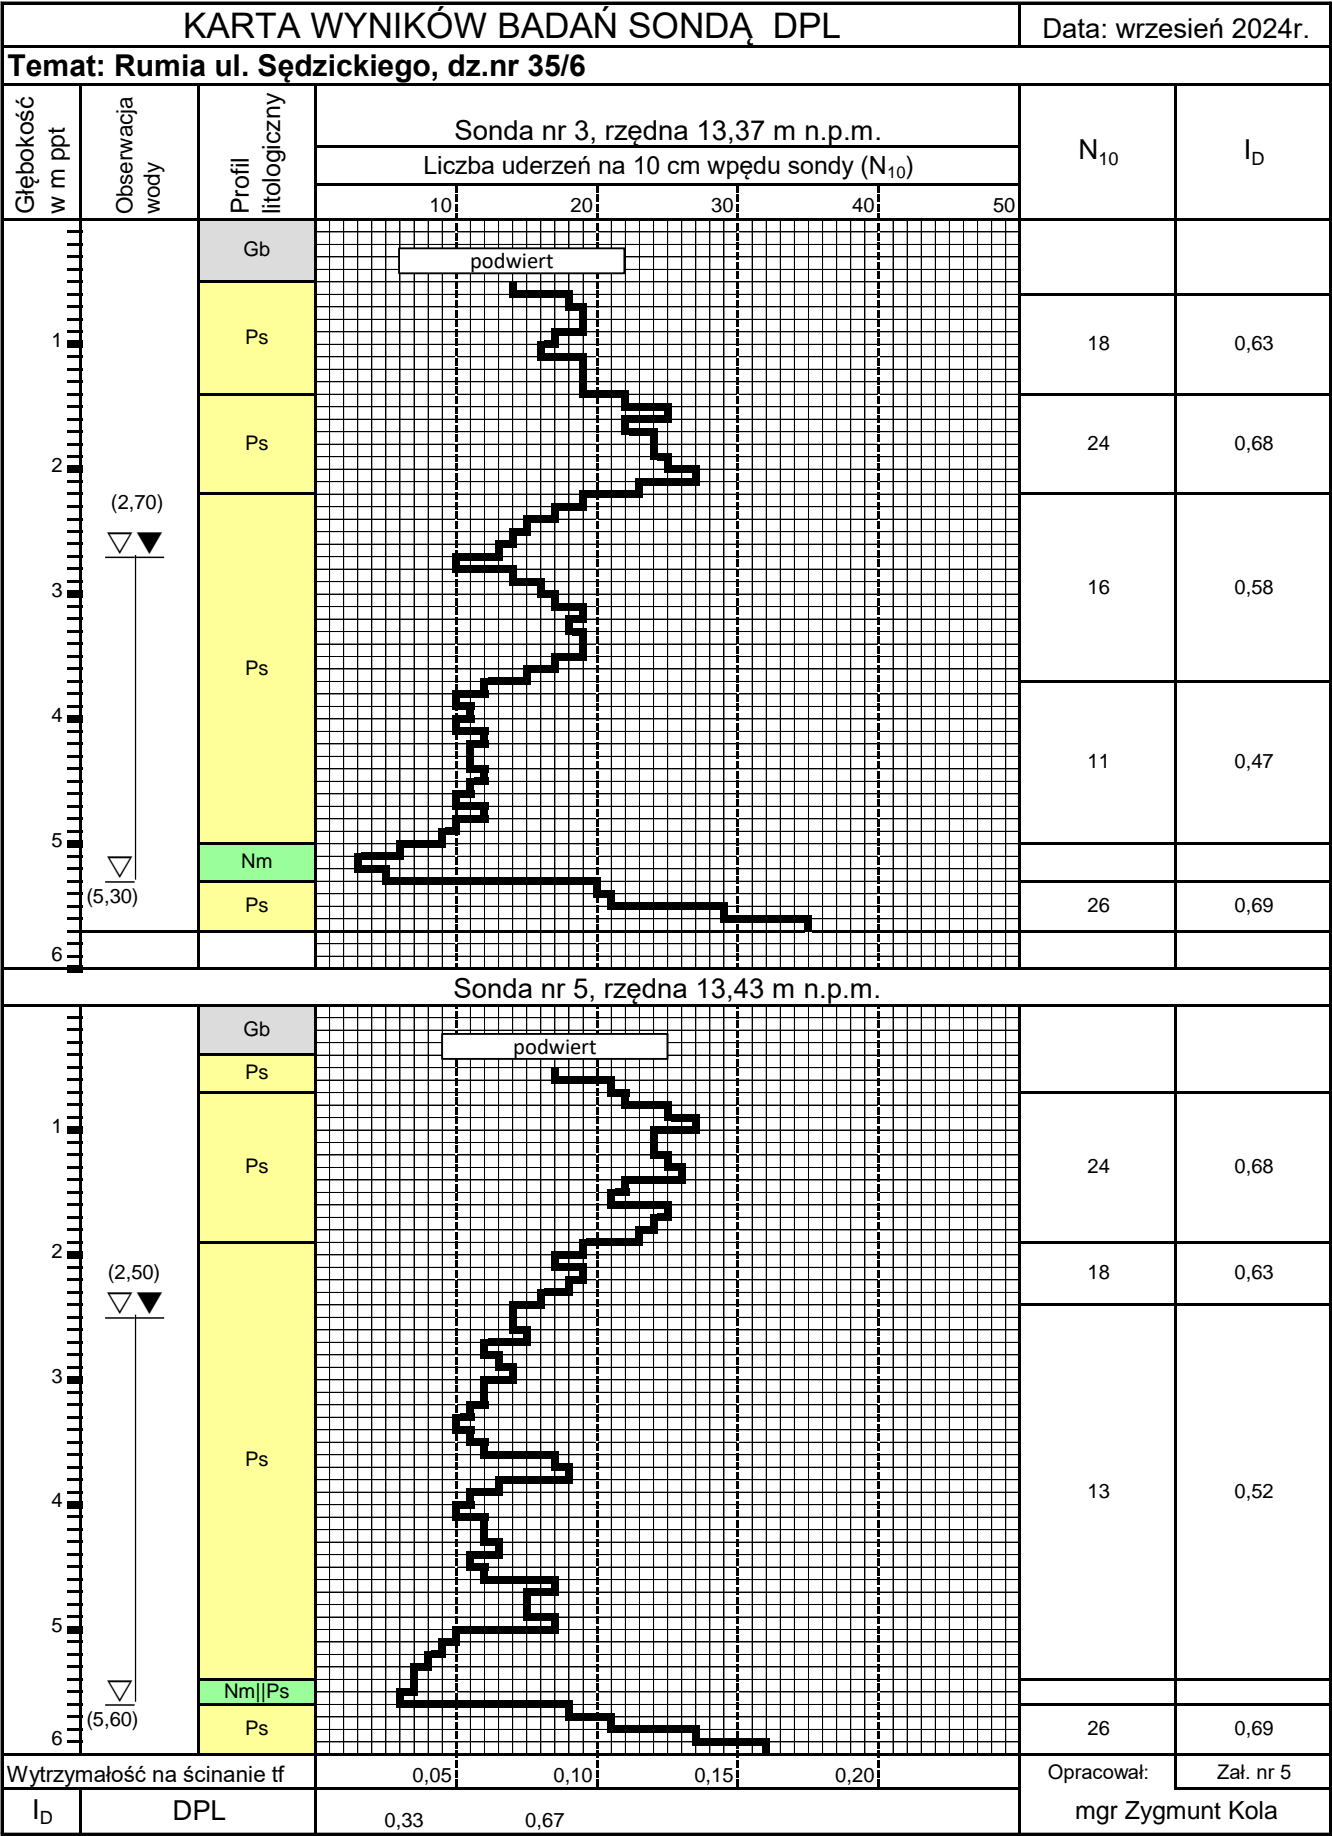 KARTA WYNIKÓW BADAŃ SONDĄ DPL
Data: wrzesień 2024r.
Temat: Rumia ul. Sędzickiego, dz.nr 35/6
Głębokość w m ppt
Obserwacja wody
Profil litologiczny
Sonda nr 3, rzędna 13,37 m n.p.m.
Liczba uderzeń na 10 cm wpędu sondy (N10)
10 20 30 40 50
N10
ID
Gb
podwiert
1
Ps
18
0,63
Ps
24
0,68
2
(2,70)
3
16
0,58
Ps
4
11
0,47
5
Nm
(5,30)
Ps
26
0,69
6
Sonda nr 5, rzędna 13,43 m n.p.m.
Gb
podwiert
Ps
1
Ps
24
0,68
2
(2,50)
18
0,63
3
Ps
4
13
0,52
5
Nm||Ps
(5,60)
Ps
26
0,69
6
Wytrzymałość na ścinanie tf
0,05 0,10 0,15 0,20
Opracował:
Zał. nr 5
ID
DPL
0,33 0,67
mgr Zygmunt Kola